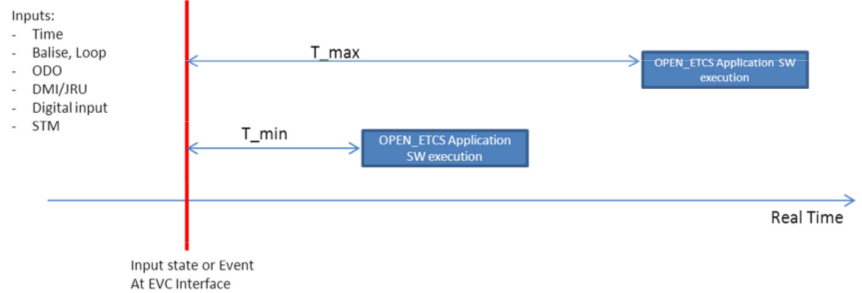 Inputs:
- Time
- Balise, Loop
- ODO
- DMI/JRU
- Digital input
- STM
T_max
OPEN_ETCS Application SW
execution
T_min
OPEN_ETCS Application
SW execution
Real Time
Input state or Event
At EVC Interface